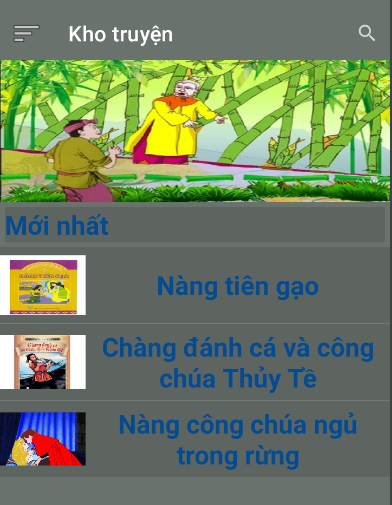 Kho truyện
Mới nhất
Nàng tiên gạo
Chàng đánh cá và công
chúa Thủy Tề
Nàng công chúa ngủ
trong rừng